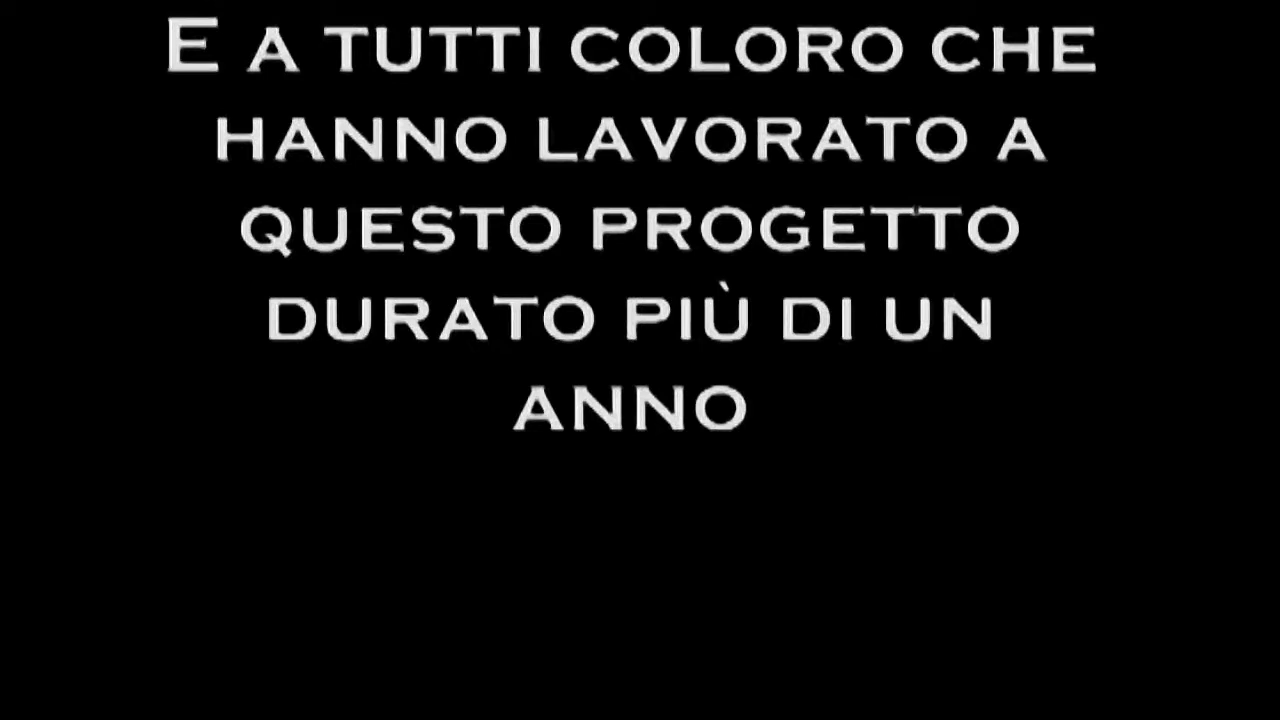 E A TUTTI COLORO CHE
HANNO LAVORATO A
QUESTO PROGETTO
DURATO PIÙ DI UN
ANNO